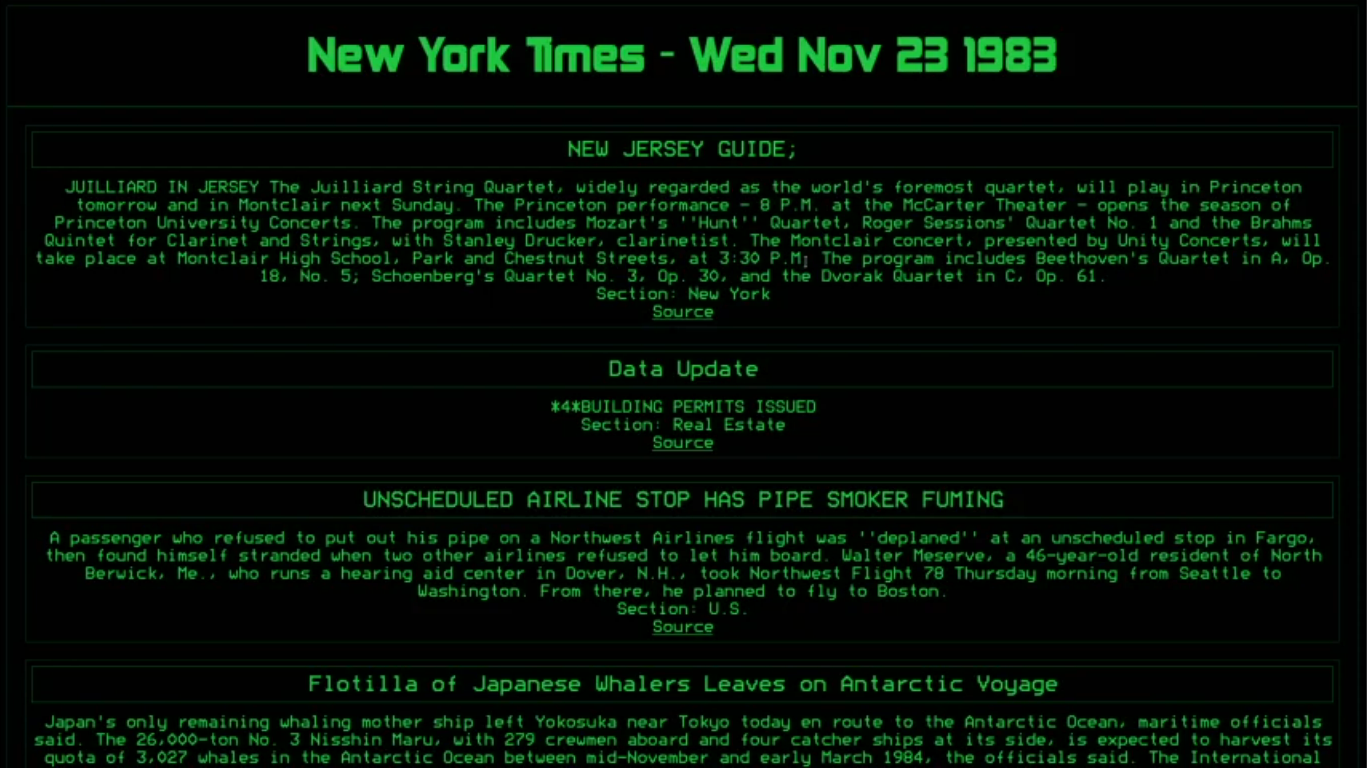 New York Times - Wed Nov 23 1983
NEW JERSEY GUIDE;
JUILLIARD IN JERSEY The Juilliard String Quartet, widely regarded as the world's foremost quartet, will play in Princeton
tomorrow and in Montclair next Sunday. The Princeton performance - 8 P.M. at the McCarter Theater - opens the season of
Princeton University Concerts. The program includes Mozart's ''Hunt'' Quartet, Roger Sessions' Quartet No. 1 and the Brahms
Quintet for Clarinet and Strings, with Stanley Drucker, clarinetist. The Montclair concert, presented by Unity Concerts, will
take place at Montclair High School, Park and Chestnut Streets, at 3:30 P.M. The program includes Beethoven's Quartet in A, Op.
18, No. 5; Schoenberg's Quartet No. 3, Op. 30, and the Dvorak Quartet in C, Op. 61.
Section: New York
Source
Data Update
*4*BUILDING PERMITS ISSUED
Section: Real Estate
Source
UNSCHEDULED AIRLINE STOP HAS PIPE SMOKER FUMING
A passenger who refused to put out his pipe on a Northwest Airlines flight was ''deplaned'' at an unscheduled stop in Fargo,
then found himself stranded when two other airlines refused to let him board. Walter Meserve, a 46-year-old resident of North
Berwick, Me., who runs a hearing aid center in Dover, N.H., took Northwest Flight 78 Thursday morning from Seattle to
Washington. From there, he planned to fly to Boston.
Section: U.S.
Source
Flotilla of Japanese Whalers Leaves on Antarctic Voyage
Japan's only remaining whaling mother ship left Yokosuka near Tokyo today en route to the Antarctic Ocean, maritime officials
said. The 26,000-ton No. 3 Nisshin Maru, with 279 crewmen aboard and four catcher ships at its side, is expected to harvest its
quota of 3,027 whales in the Antarctic Ocean between mid-November and early March 1984, the officials said. The International